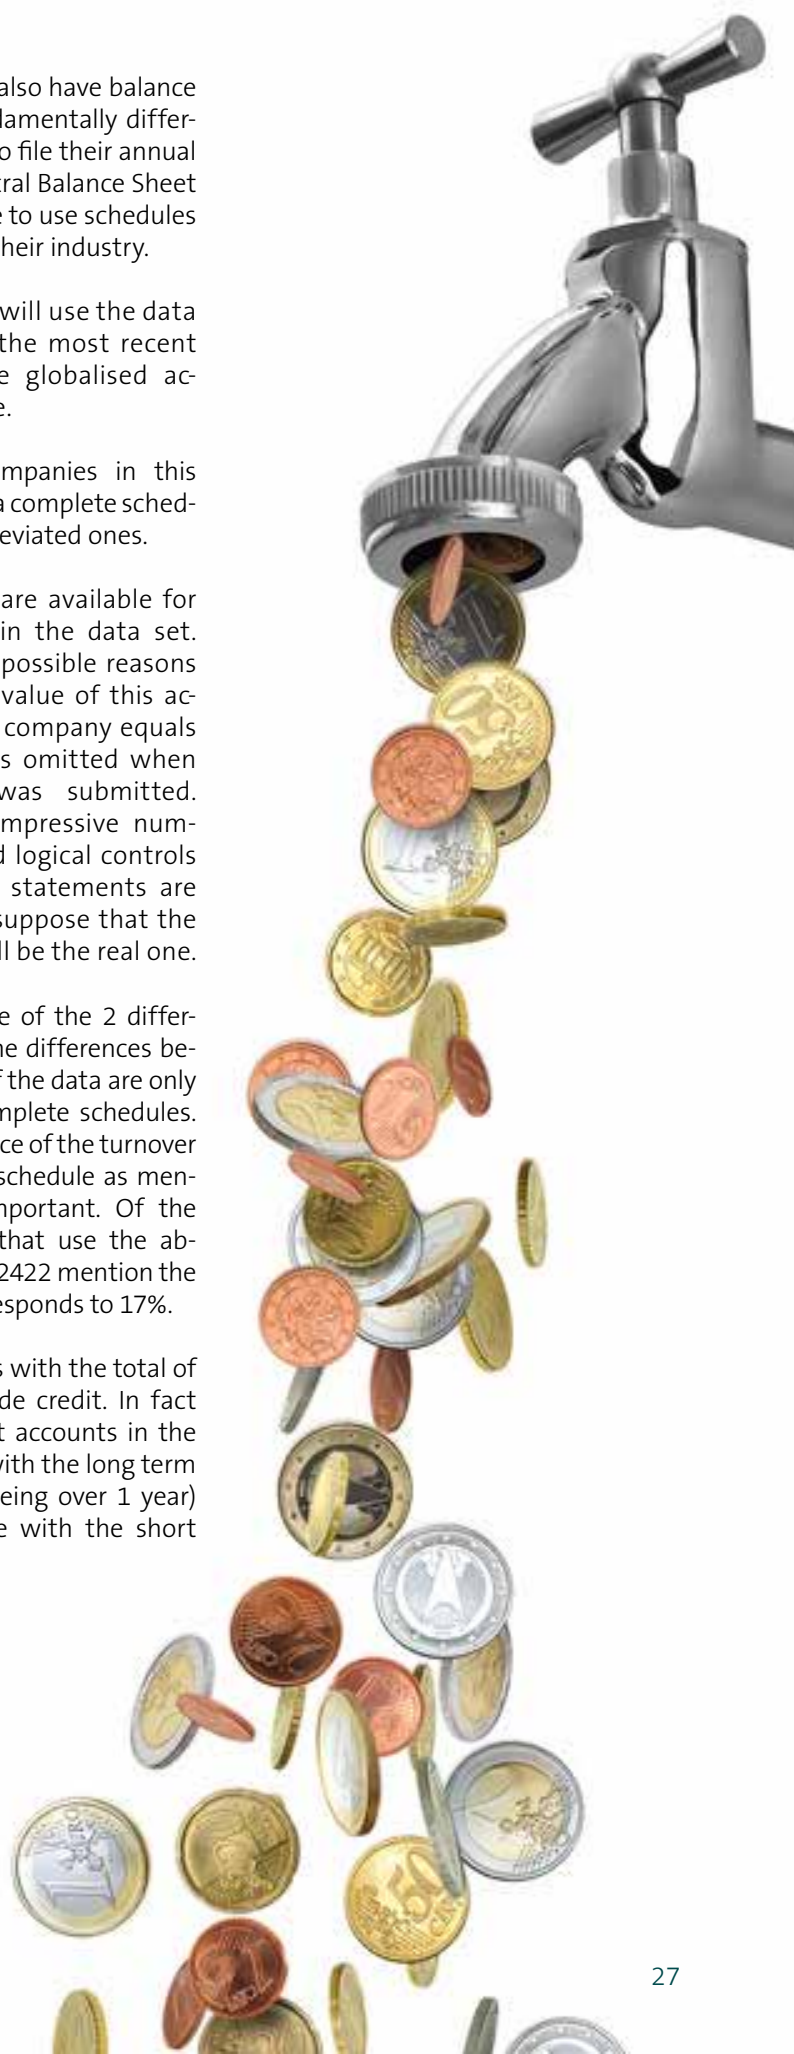 also have balance
damentally differ-
o file their annual
tral Balance Sheet
e to use schedules
heir industry.
will use the data
the most recent
e globalised ac-
e.
mpanies in this
a complete sched-
eviated ones.
are available for
in the data set.
possible reasons
value of this ac-
company equals
s omitted when
was submitted.
mpressive num-
d logical controls
statements are
suppose that the
ll be the real one.
e of the 2 differ-
he differences be-
f the data are only
mplete schedules.
ce of the turnover
schedule as men-
mportant. Of the
that use the ab-
2422 mention the
esponds to 17%.
s with the total of
de credit. In fact
t accounts in the
with the long term
eing over 1 year)
e with the short
50
50
27